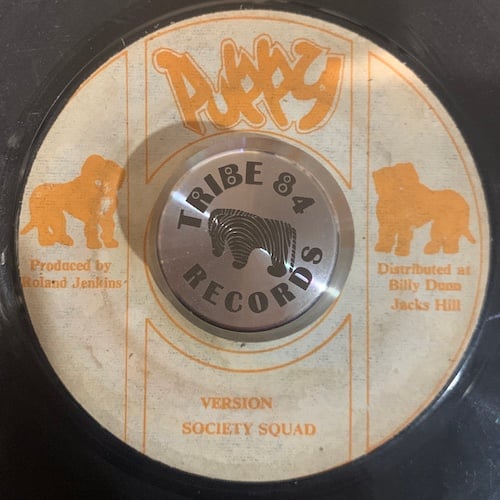 PUPPY
TRIBE 84
RECORDS
Produced by
Roland Jenkins
Distributed at
Billy Dunn
Jacks Hill
VERSION
SOCIETY SQUAD